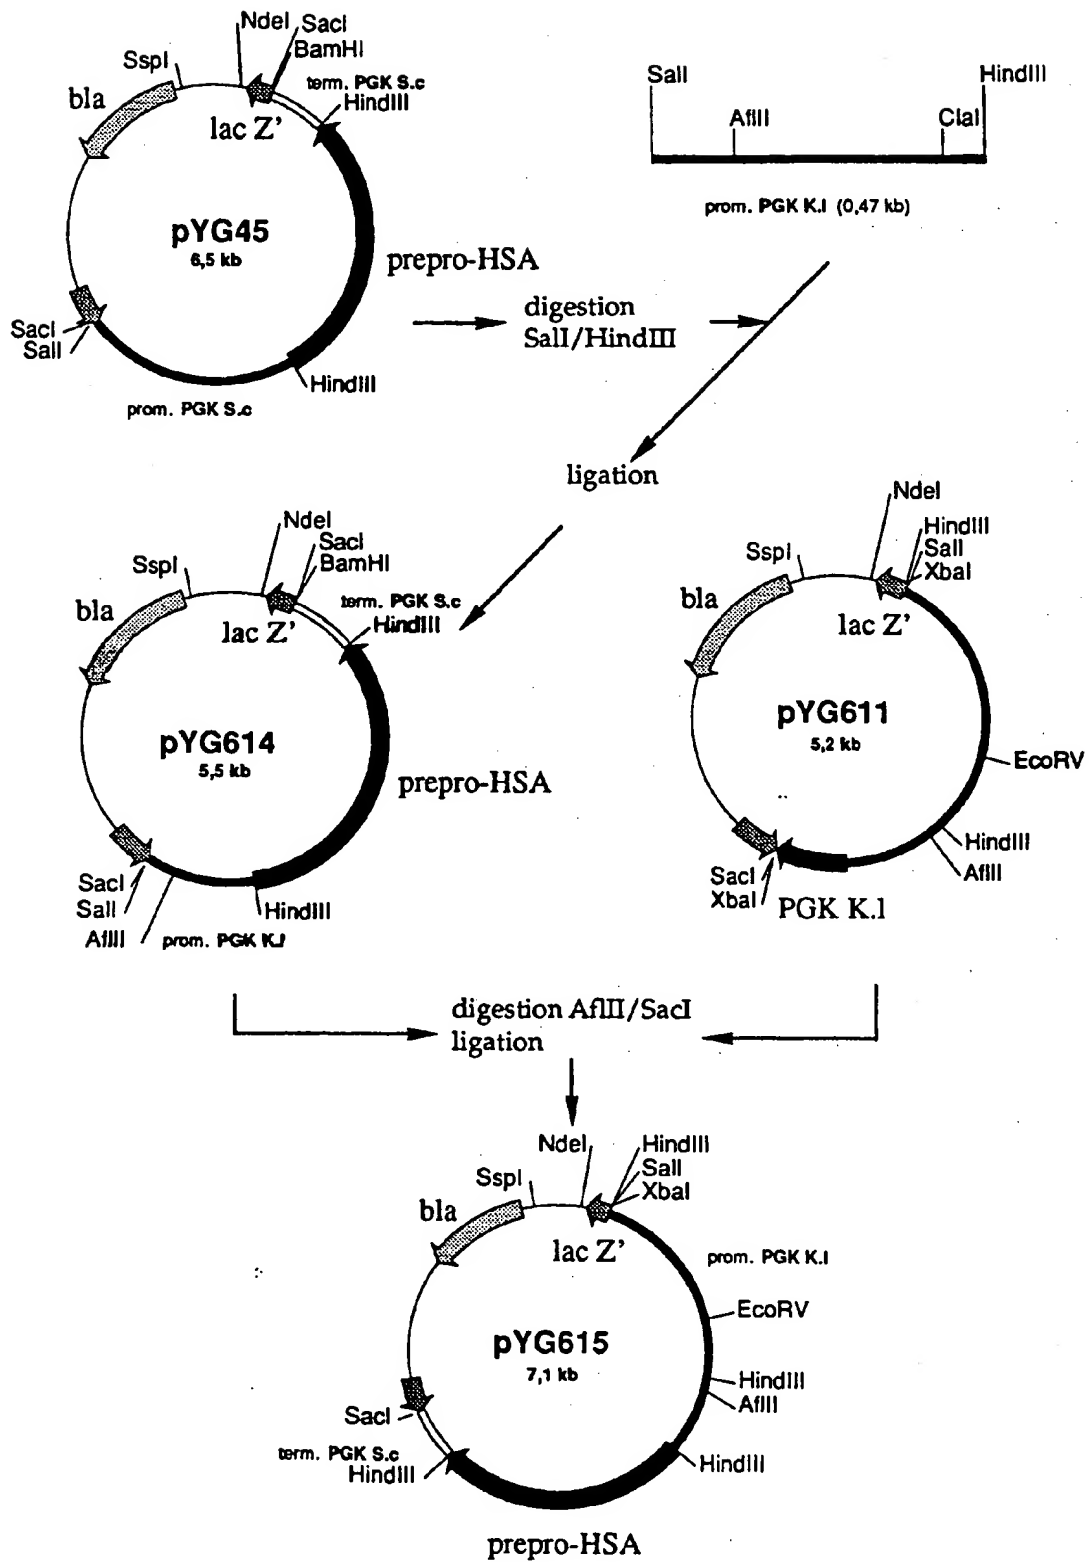 NdeI
SacI
BamHI
SspI
term. PGK S.c
HindIII
bla
lac Z'
pYG45
6,5 kb
prepro-HSA
SacI
SalI
HindIII
prom. PGK S.c
SalI
HindIII
AflII
ClaI
prom. PGK K.l (0,47 kb)
digestion
SalI/HindIII
ligation
NdeI
SacI
BamHI
SspI
term. PGK S.c
HindIII
bla
lac Z'
pYG614
5,5 kb
prepro-HSA
SacI
SalI
HindIII
AflII
prom. PGK K.l
NdeI
HindIII
SalI
XbaI
SspI
bla
lac Z'
pYG611
5,2 kb
EcoRV
HindIII
AflII
SacI
XbaI
PGK K.l
digestion AflII/SacI
ligation
NdeI
HindIII
SalI
XbaI
SspI
bla
lac Z'
prom. PGK K.l
EcoRV
pYG615
7,1 kb
HindIII
AflII
SacI
term. PGK S.c
HindIII
HindIII
prepro-HSA